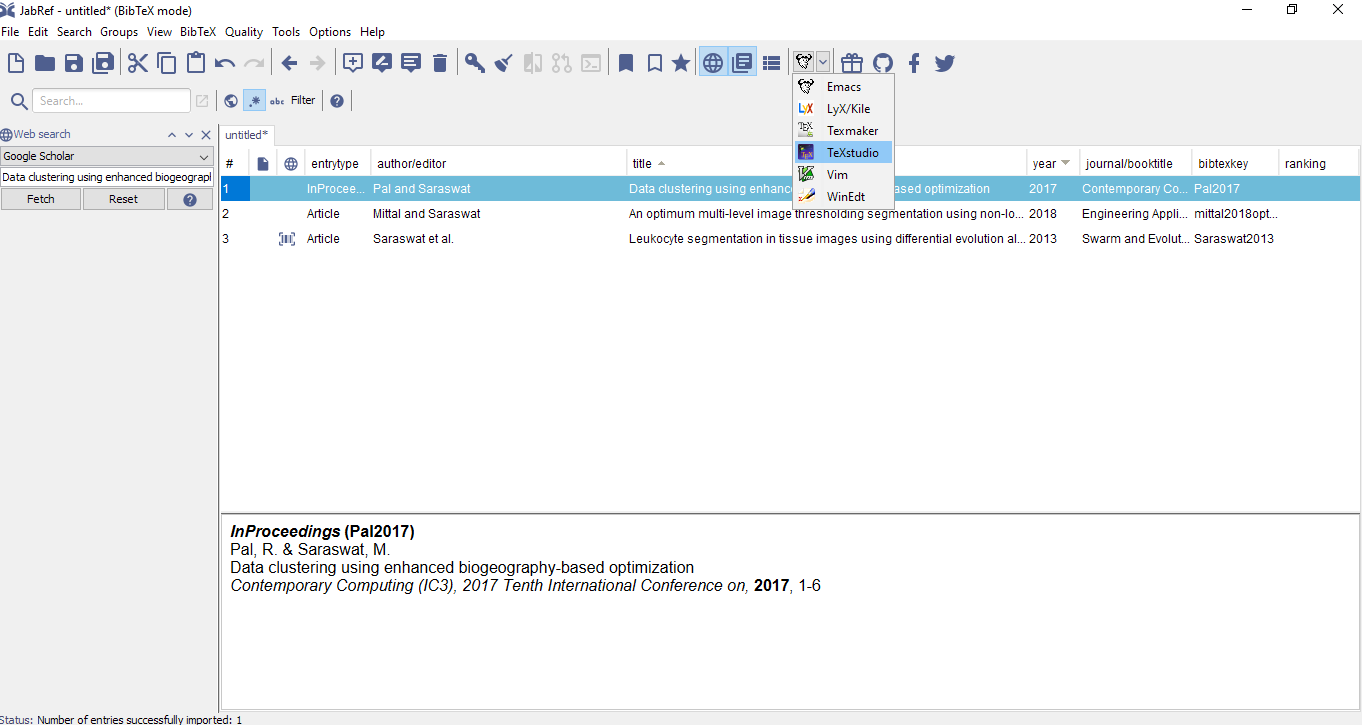 JabRef - untitled* (BibTeX mode)
File Edit Search Groups View BibTeX Quality Tools Options Help
Search... abc Filter
Emacs
LyX/Kile
Texmaker
TeXstudio
Vim
WinEdt
Web search
Google Scholar
Data clustering using enhanced biogeograpl
Fetch Reset
untitled*
# entrytype author/editor title year journal/booktitle bibtexkey ranking
1 InProcee... Pal and Saraswat Data clustering using enhanc ased optimization 2017 Contemporary Co... Pal2017
2 Article Mittal and Saraswat An optimum multi-level image thresholding segmentation using non-lo... 2018 Engineering Appli... mittal2018opt...
3 Article Saraswat et al. Leukocyte segmentation in tissue images using differential evolution al... 2013 Swarm and Evolut... Saraswat2013
InProceedings (Pal2017)
Pal, R. & Saraswat, M.
Data clustering using enhanced biogeography-based optimization
Contemporary Computing (IC3), 2017 Tenth International Conference on, 2017, 1-6
Status: Number of entries successfully imported: 1